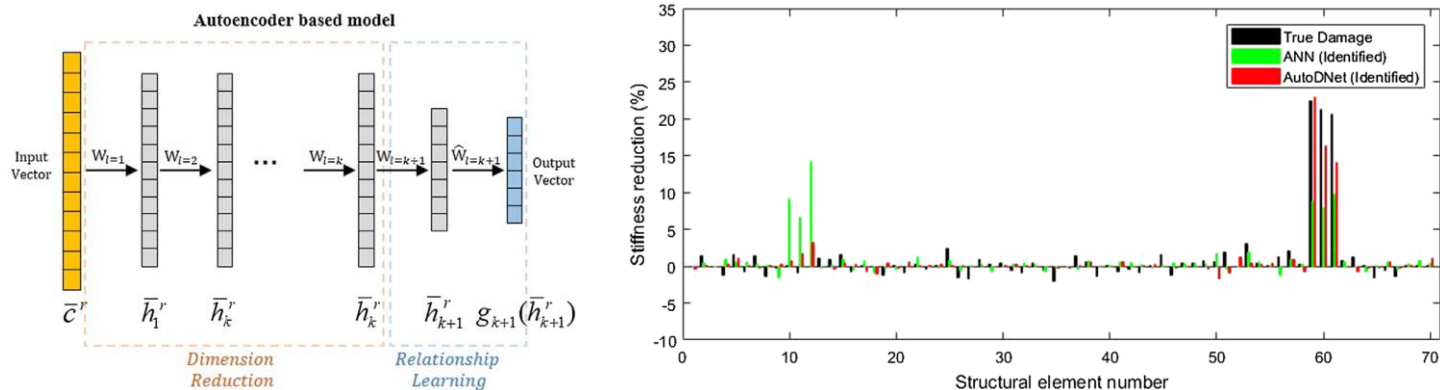 Autoencoder based model
Input
Vector
W_{l=1}
W_{l=2}
...
W_{l=k}
W_{l=k+1}
Ŵ_{l=k+1}
Output
Vector
c̄^r
h̄_1^r
h̄_k^r
h̄_k^r
h̄_{k+1}^r
g_{k+1}(h̄_{k+1}^r)
Dimension
Reduction
Relationship
Learning
35
30
25
20
15
10
5
0
-5
-10
Stiffness reduction (%)
True Damage
ANN (Identified)
AutoDNet (Identified)
0 10 20 30 40 50 60 70
Structural element number